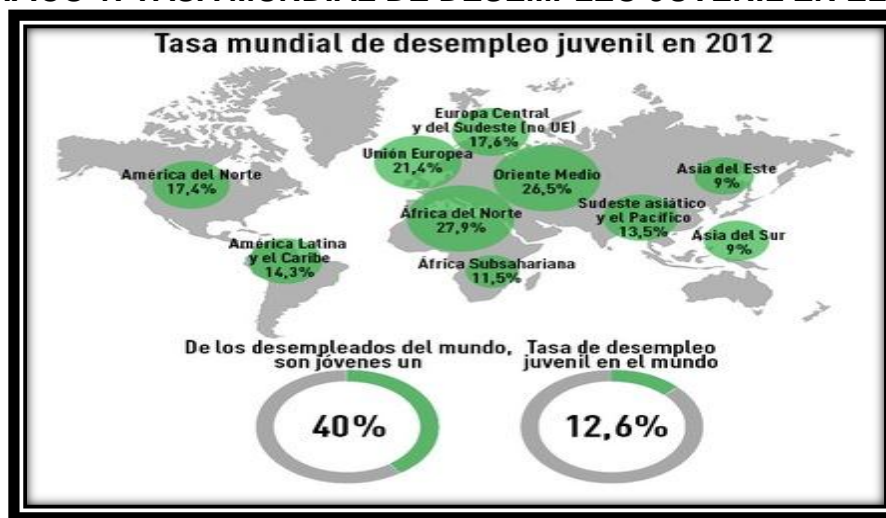 Tasa mundial de desempleo juvenil en 2012
Europa Central
y del Sudeste (no UE)
17,6%
Unión Europea
21,4%
América del Norte
17,4%
Oriente Medio
26,5%
Asia del Este
9%
Sudeste asiático
y el Pacífico
13,5%
África del Norte
27,9%
Asia del Sur
9%
América Latina
y el Caribe
14,3%
África Subsahariana
11,5%
De los desempleados del mundo,
son jóvenes un
40%
Tasa de desempleo
juvenil en el mundo
12,6%